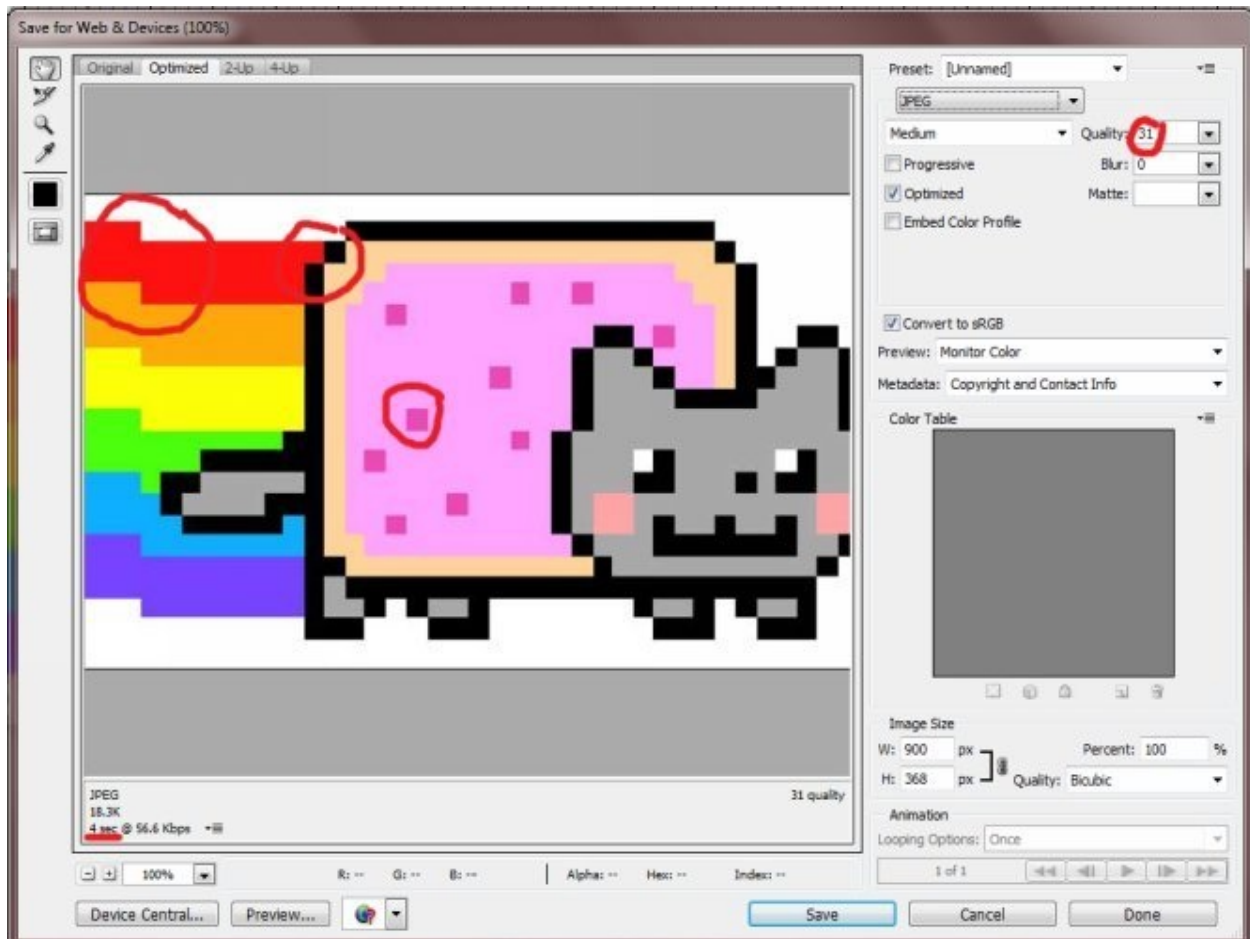 Save for Web & Devices (100%)
Original Optimized 2-Up 4-Up
Preset: [Unnamed]
JPEG
Medium Quality: 31
Progressive Blur: 0
Optimized Matte:
Embed Color Profile
Convert to sRGB
Preview: Monitor Color
Metadata: Copyright and Contact Info
Color Table
Image Size
W: 900 px Percent: 100 %
H: 368 px Quality: Bicubic
JPEG 31 quality
18.3K
4 sec @ 56.6 Kbps
Animation
Looping Options: Once
1 of 1
100% R: -- G: -- B: -- Alpha: -- Hex: -- Index: --
Device Central... Preview... Save Cancel Done